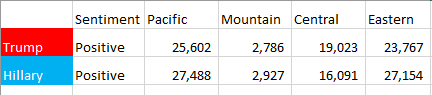 Sentiment Pacific Mountain Central Eastern
Trump Positive 25,602 2,786 19,023 23,767
Hillary Positive 27,488 2,927 16,091 27,154